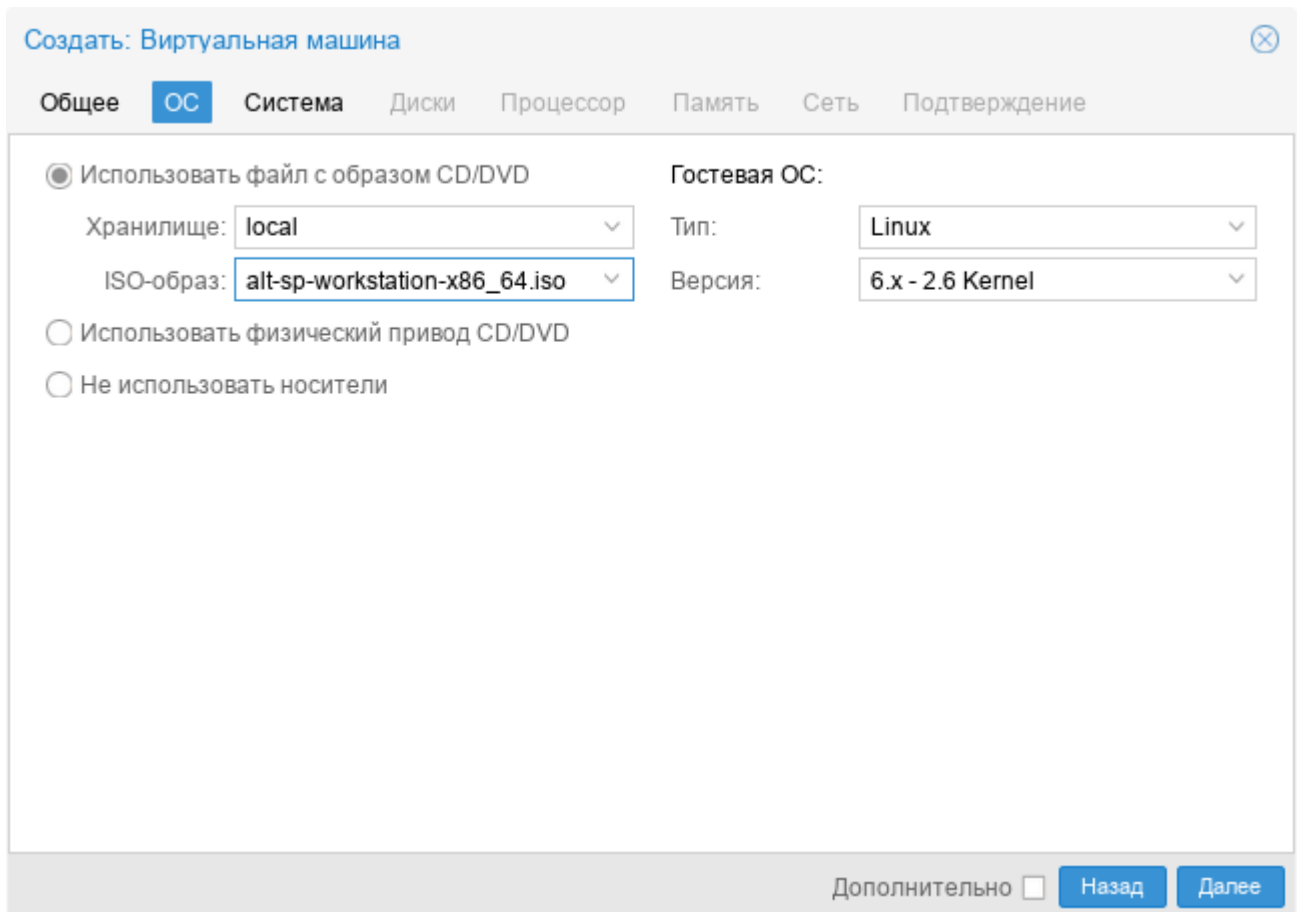 Создать: Виртуальная машина
Общее ОС Система Диски Процессор Память Сеть Подтверждение
Использовать файл с образом CD/DVD Гостевая ОС:
Хранилище: local Тип: Linux
ISO-образ: alt-sp-workstation-x86_64.iso Версия: 6.x - 2.6 Kernel
Использовать физический привод CD/DVD
Не использовать носители
Дополнительно Назад Далее